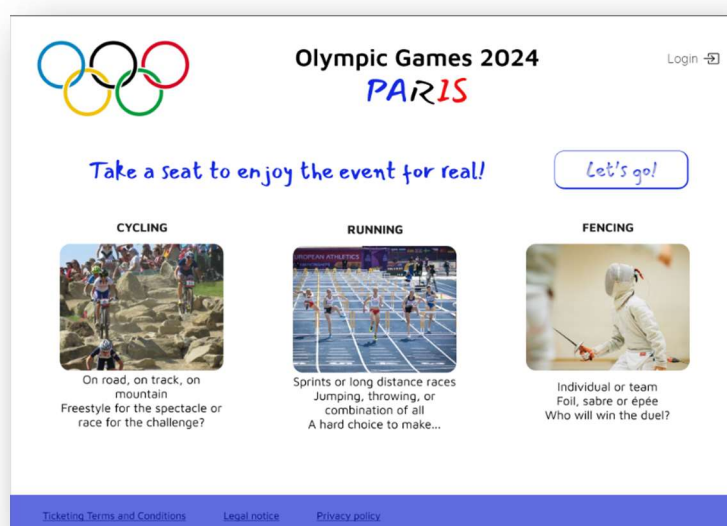 Olympic Games 2024
Login
PARIS
Take a seat to enjoy the event for real!
Let's go!
CYCLING
RUNNING
FENCING
EUROPEAN ATHLETICS
On road, on track, on
mountain
Freestyle for the spectacle or
race for the challenge?
Sprints or long distance races
Jumping, throwing, or
combination of all
A hard choice to make...
Individual or team
Foil, sabre or épée
Who will win the duel?
Ticketing Terms and Conditions
Legal notice
Privacy policy